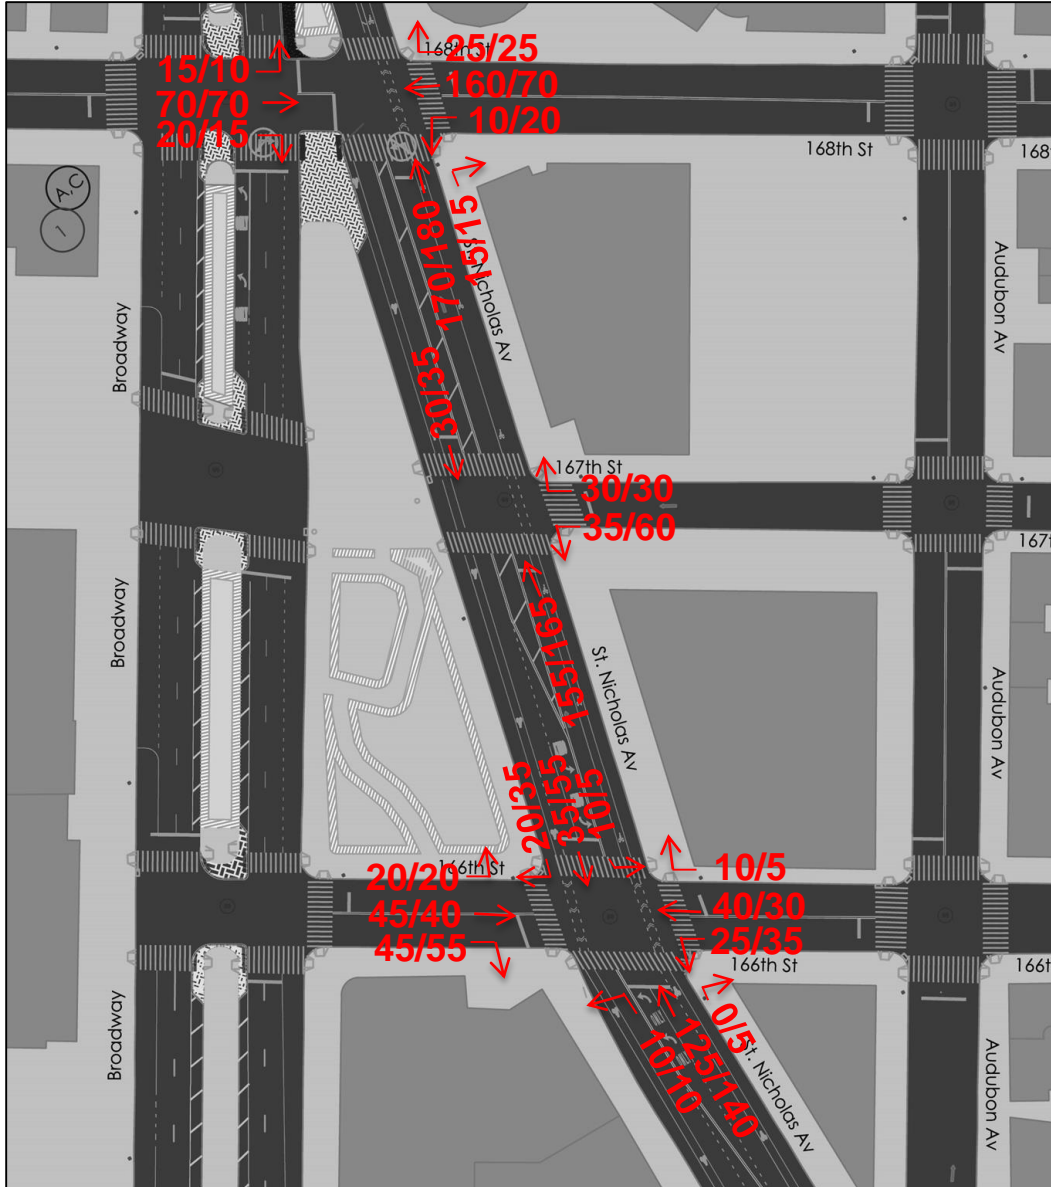 168th St
25/25
15/10
160/70
70/70
10/20
20/15
168th St
168
A,C
1
15/15
170/180
St. Nicholas Av
Audubon Av
Broadway
30/35
167th St
30/30
35/60
167t
155/165
St. Nicholas Av
Broadway
Audubon Av
20/35
35/55
10/5
166th St
20/20
10/5
45/40
40/30
45/55
25/35
166th St
166t
0/5
125/140
10/10
St. Nicholas Av
Broadway
Audubon Av